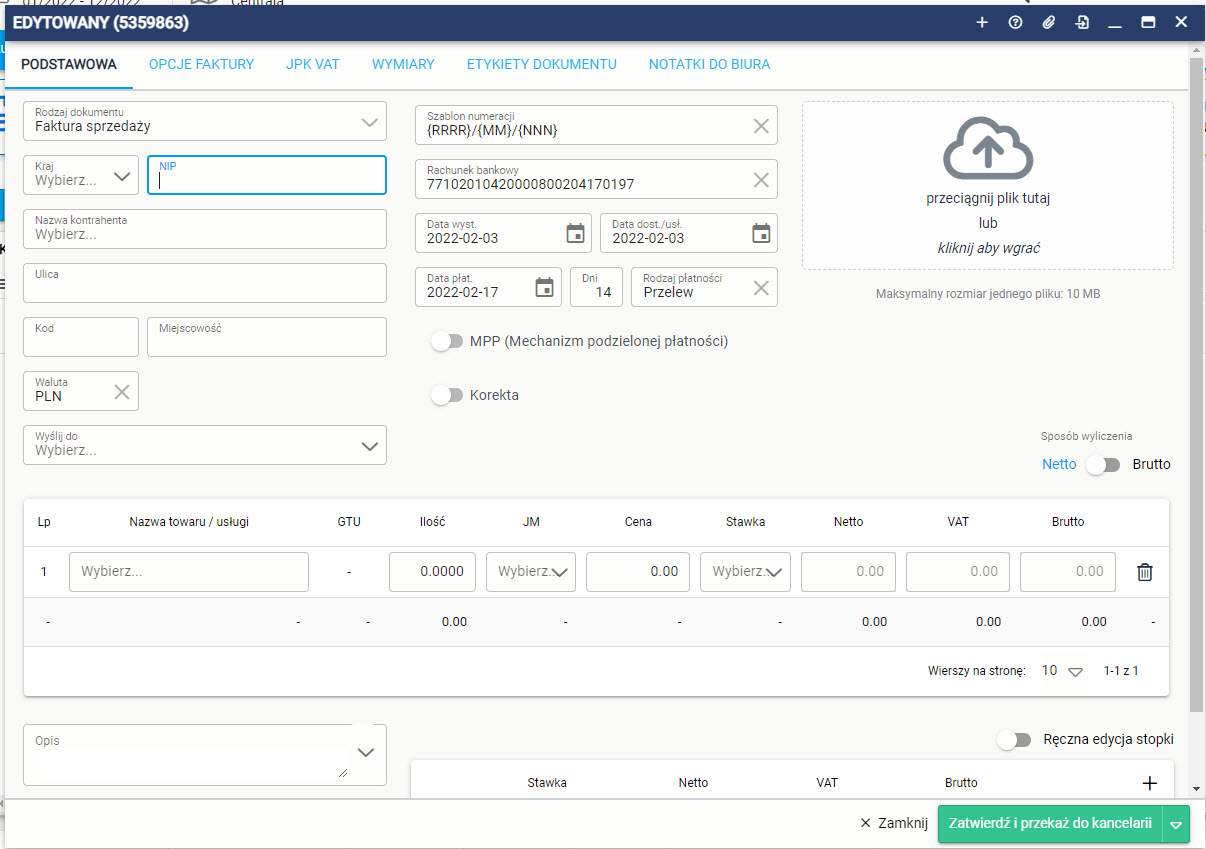 01/2022 - 12/2022 Centrala
EDYTOWANY (5359863)
PODSTAWOWA OPCJE FAKTURY JPK VAT WYMIARY ETYKIETY DOKUMENTU NOTATKI DO BIURA
Rodzaj dokumentu
Faktura sprzedaży
Kraj
Wybierz...
NIP
Nazwa kontrahenta
Wybierz...
Ulica
Kod
Miejscowość
Waluta
PLN
Wyślij do
Wybierz...
Szablon numeracji
{RRRR}/{MM}/{NNN}
Rachunek bankowy
77102010420000800204170197
Data wyst.
2022-02-03
Data dost./usł.
2022-02-03
Data płat.
2022-02-17
Dni
14
Rodzaj płatności
Przelew
MPP (Mechanizm podzielonej płatności)
Korekta
przeciągnij plik tutaj
lub
kliknij aby wgrać
Maksymalny rozmiar jednego pliku: 10 MB
Sposób wyliczenia
Netto Brutto
Lp Nazwa towaru / usługi GTU Ilość JM Cena Stawka Netto VAT Brutto
1 Wybierz... - 0.0000 Wybierz... 0.00 Wybierz... 0.00 0.00 0.00
- - - 0.00 - - - 0.00 0.00 0.00 -
Wierszy na stronę: 10 1-1 z 1
Opis
Ręczna edycja stopki
Stawka Netto VAT Brutto
Zamknij Zatwierdź i przekaż do kancelarii